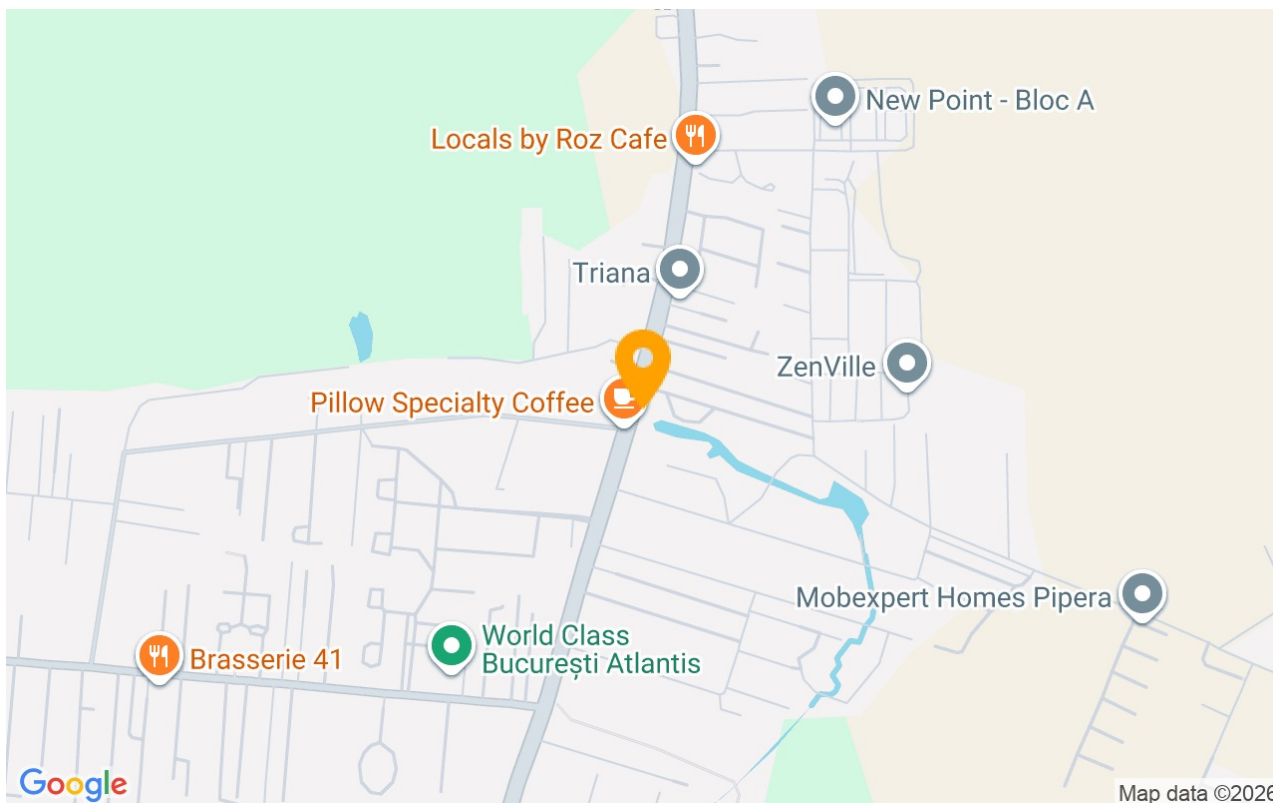 New Point - Bloc A
Locals by Roz Cafe
Triana
ZenVille
Pillow Specialty Coffee
Mobexpert Homes Pipera
World Class
București Atlantis
Brasserie 41
Google
Map data ©2026